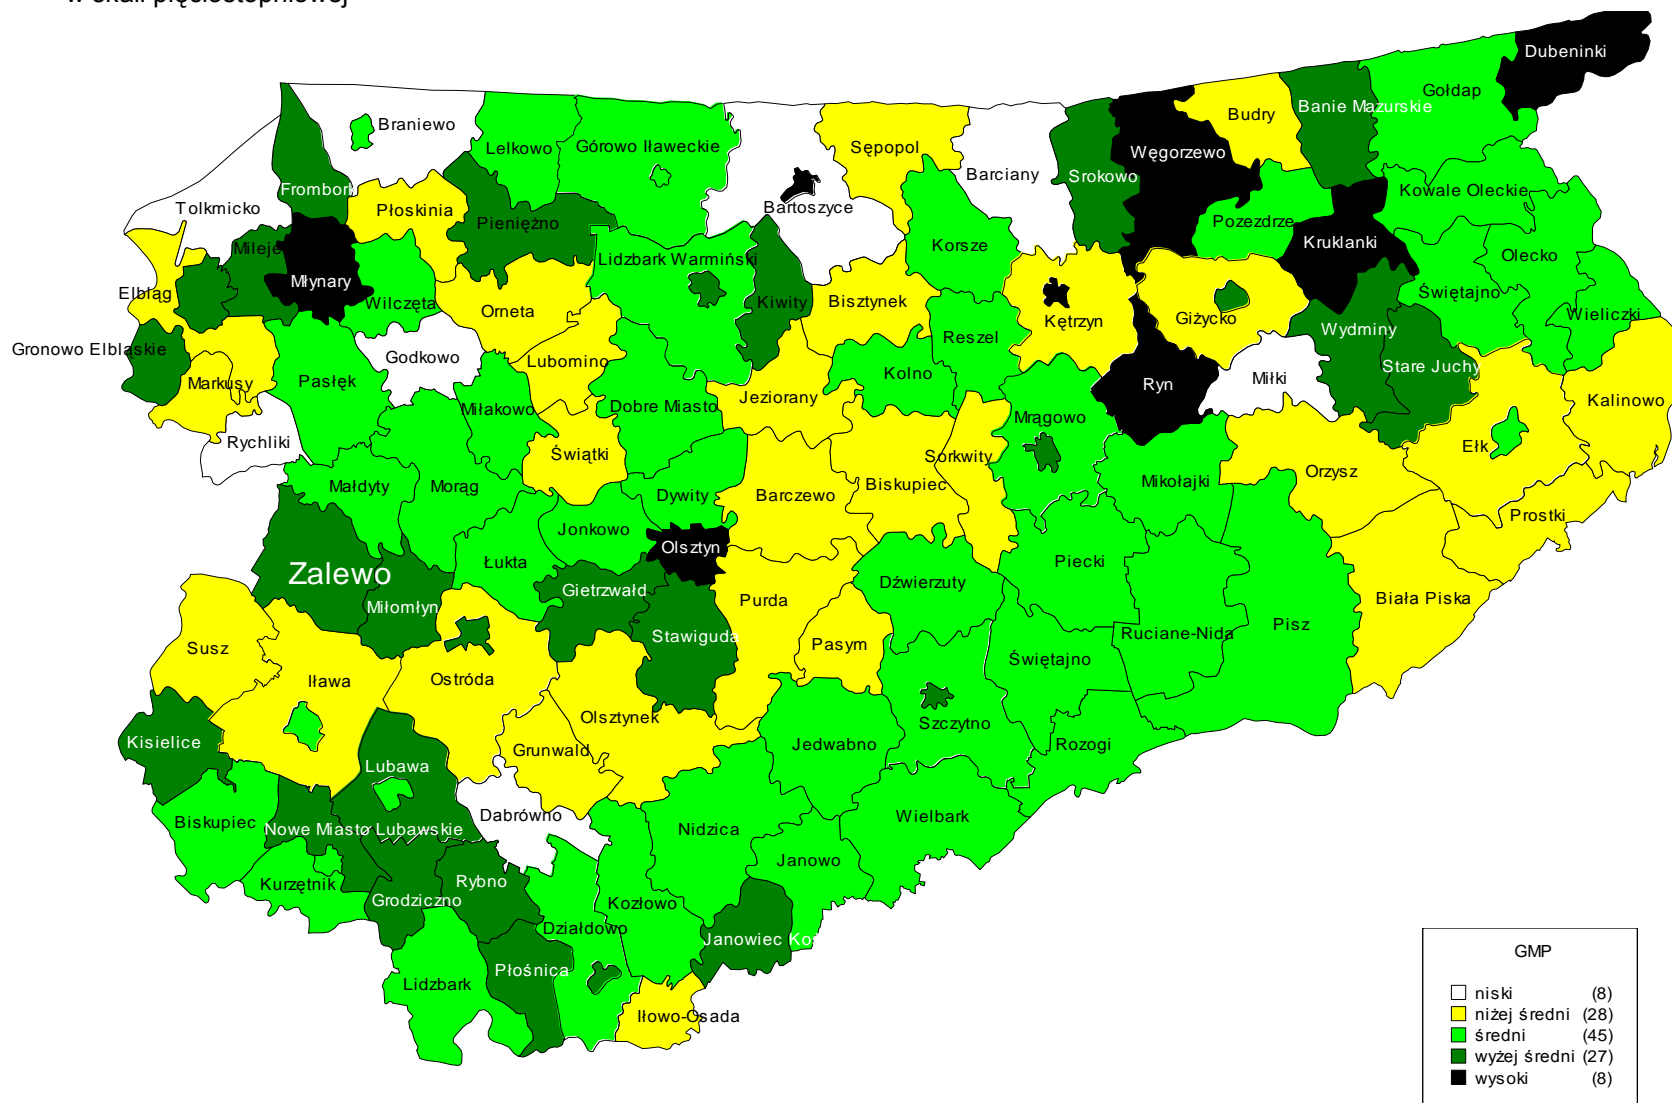 w skali pięciostopniowej
Dubeninki
Gołdap
Banie Mazurskie
Budry
Braniewo
Lelkowo
Górowo Iławeckie
Sępopol
Węgorzewo
Barciany
Srokowo
Frombork
Kowale Oleckie
Tolkmicko
Płoskinia
Pieniężno
Bartoszyce
Pozezdrze
Kruklanki
Korsze
Milejewo
Olecko
Lidzbark Warmiński
Młynary
Elbląg
Wilczęta
Kiwity
Bisztynek
Świętajno
Orneta
Kętrzyn
Giżycko
Wieliczki
Wydminy
Reszel
Gronowo Elbląskie
Godkowo
Lubomino
Stare Juchy
Kolno
Miłki
Ryn
Markusy
Pasłęk
Jeziorany
Kalinowo
Miłakowo
Dobre Miasto
Mrągowo
Rychliki
Ełk
Świątki
Sorkwity
Orzysz
Małdyty
Morąg
Biskupiec
Mikołajki
Dywity
Barczewo
Prostki
Jonkowo
Olsztyn
Łukta
Piecki
Zalewo
Dźwierzuty
Gietrzwałd
Biała Piska
Purda
Miłomłyn
Stawiguda
Pisz
Ruciane-Nida
Pasym
Susz
Świętajno
Iława
Ostróda
Olsztynek
Szczytno
Kisielice
Jedwabno
Rozogi
Grunwald
Lubawa
Dabrówno
Wielbark
Biskupiec
Nowe Miasto Lubawskie
Nidzica
Janowo
Kurzętnik
Rybno
Grodziczno
Kozłowo
Działdowo
Janowiec Koś
Płośnica
Lidzbark
Iłowo-Osada
GMP
niski (8)
niżej średni (28)
średni (45)
wyżej średni (27)
wysoki (8)